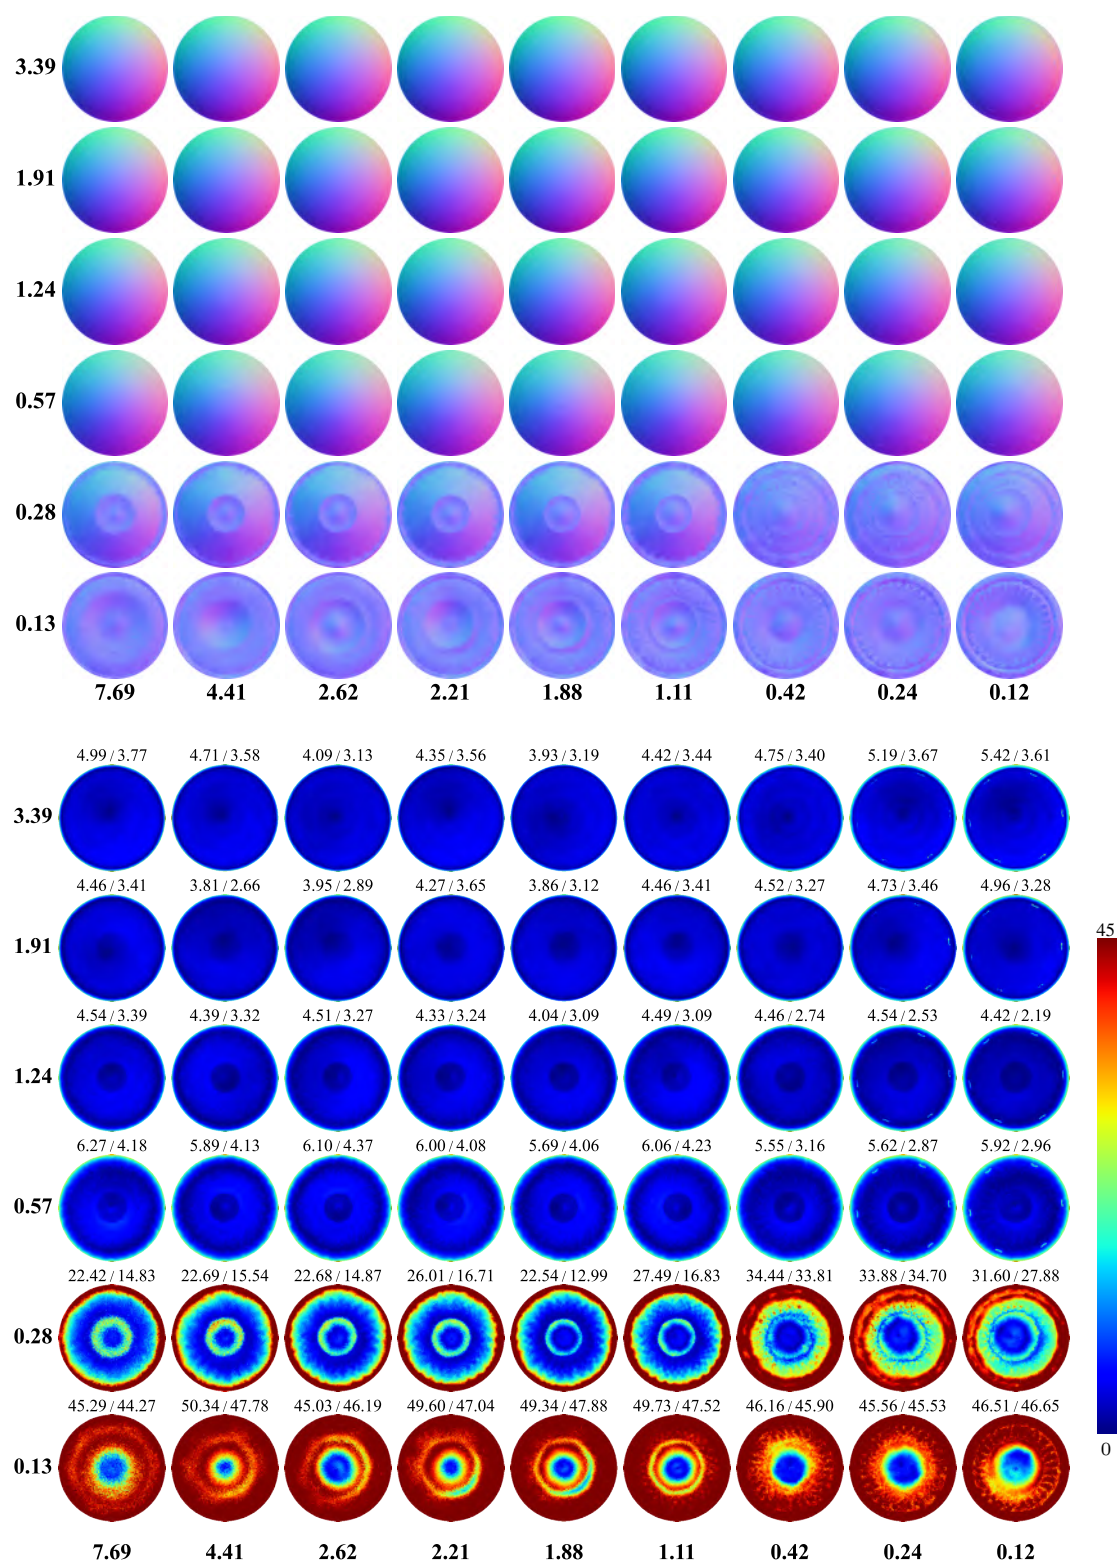 3.39
1.91
1.24
0.57
0.28
0.13
7.69 4.41 2.62 2.21 1.88 1.11 0.42 0.24 0.12
4.99 / 3.77 4.71 / 3.58 4.09 / 3.13 4.35 / 3.56 3.93 / 3.19 4.42 / 3.44 4.75 / 3.40 5.19 / 3.67 5.42 / 3.61
3.39
4.46 / 3.41 3.81 / 2.66 3.95 / 2.89 4.27 / 3.65 3.86 / 3.12 4.46 / 3.41 4.52 / 3.27 4.73 / 3.46 4.96 / 3.28
45
1.91
4.54 / 3.39 4.39 / 3.32 4.51 / 3.27 4.33 / 3.24 4.04 / 3.09 4.49 / 3.09 4.46 / 2.74 4.54 / 2.53 4.42 / 2.19
1.24
6.27 / 4.18 5.89 / 4.13 6.10 / 4.37 6.00 / 4.08 5.69 / 4.06 6.06 / 4.23 5.55 / 3.16 5.62 / 2.87 5.92 / 2.96
0.57
22.42 / 14.83 22.69 / 15.54 22.68 / 14.87 26.01 / 16.71 22.54 / 12.99 27.49 / 16.83 34.44 / 33.81 33.88 / 34.70 31.60 / 27.88
0.28
45.29 / 44.27 50.34 / 47.78 45.03 / 46.19 49.60 / 47.04 49.34 / 47.88 49.73 / 47.52 46.16 / 45.90 45.56 / 45.53 46.51 / 46.65
0
0.13
7.69 4.41 2.62 2.21 1.88 1.11 0.42 0.24 0.12